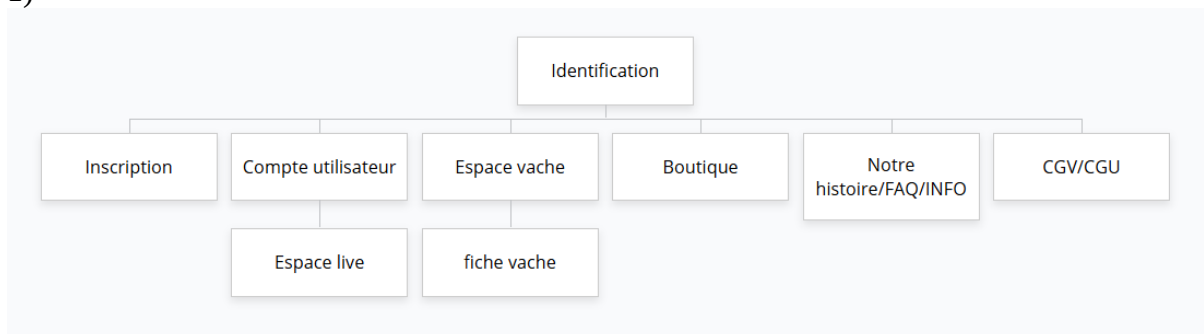 Identification
Inscription
Compte utilisateur
Espace vache
Boutique
Notre
histoire/FAQ/INFO
CGV/CGU
Espace live
fiche vache